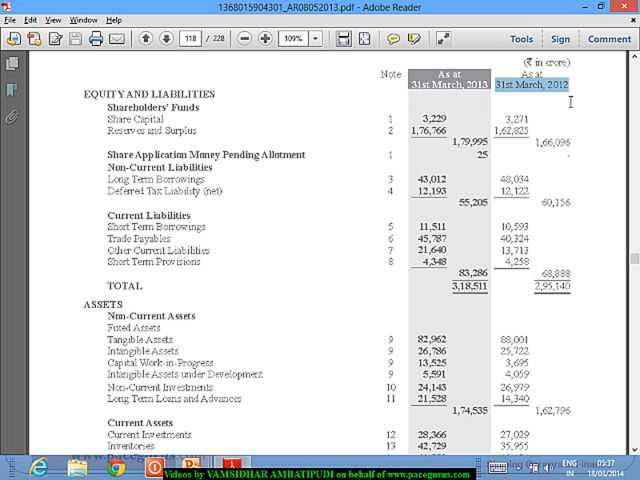 1368015904301_AR08052013.pdf - Adobe Reader
File Edit View Window Help
118 / 228 109% Tools Sign Comment
(₹ in crore)
Note As at As at
31st March, 2013 31st March, 2012
EQUITY AND LIABILITIES
Shareholders' Funds
Share Capital 1 3,229 3,271
Reserves and Surplus 2 1,76,766 1,62,825
1,79,995 1,66,096
Share Application Money Pending Allotment 1 25 -
Non-Current Liabilities
Long Term Borrowings 3 43,012 48,034
Deferred Tax Liability (net) 4 12,193 12,122
55,205 60,156
Current Liabilities
Short Term Borrowings 5 11,511 10,593
Trade Payables 6 45,787 40,324
Other Current Liabilities 7 21,640 13,713
Short Term Provisions 8 4,348 4,258
83,286 68,888
TOTAL 3,18,511 2,95,140
ASSETS
Non-Current Assets
Fixed Assets
Tangible Assets 9 82,962 88,001
Intangible Assets 9 26,786 25,722
Capital Work-in-Progress 9 13,525 3,695
Intangible Assets under Development 9 5,591 4,059
Non-Current Investments 10 24,143 26,979
Long Term Loans and Advances 11 21,528 14,340
1,74,535 1,62,796
Current Assets
Current Investments 12 28,366 27,029
Inventories 13 42,729 35,955
ENG 05:37
IN 18/03/2014
Videos by VAMSIDHAR AMBATIPUDI on behalf of www.pacegurus.com